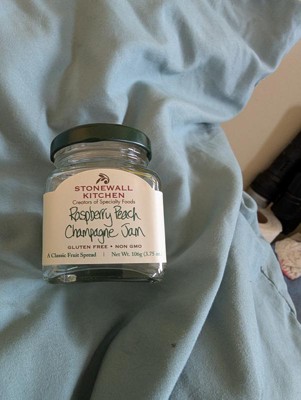 STONEWALL
KITCHEN
Creators of Specialty Foods
Raspberry Peach
Champagne Jam
GLUTEN FREE • NON GMO
A Classic Fruit Spread | Net Wt. 106g (3.75 oz)